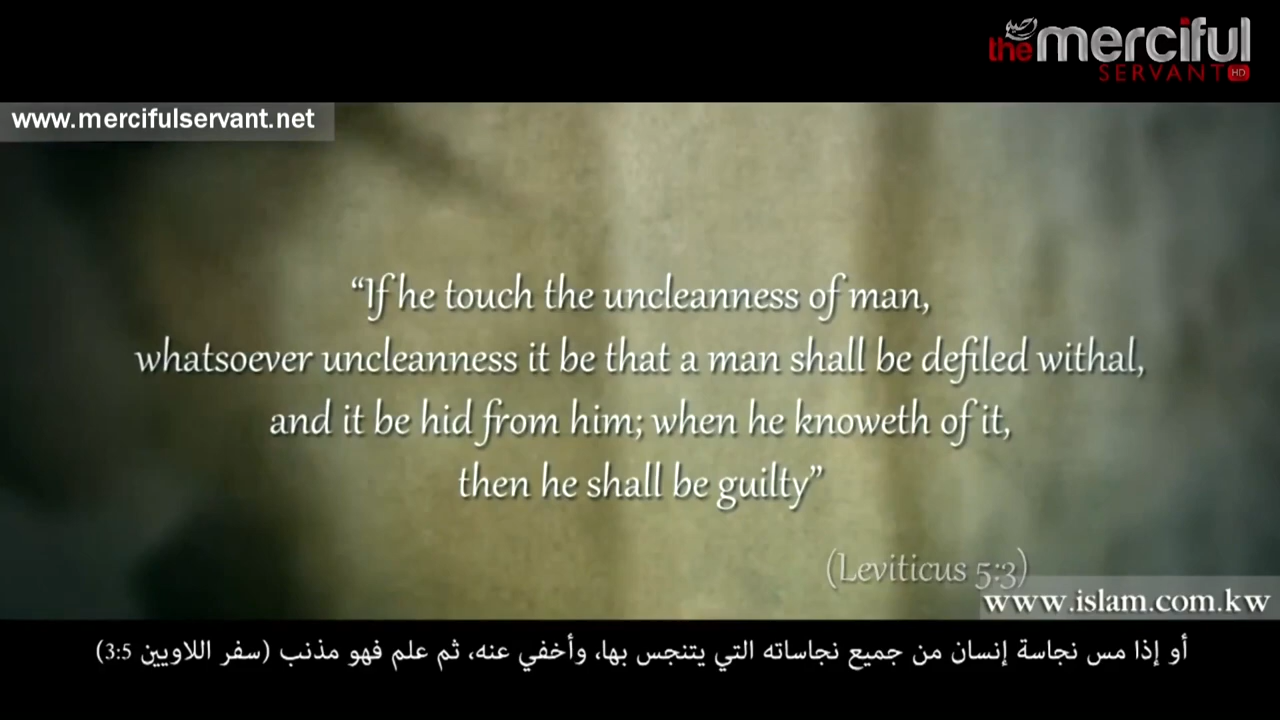 the merciful
SERVANT HD
www.mercifulservant.net
“If he touch the uncleanness of man,
whatsoever uncleanness it be that a man shall be defiled withal,
and it be hid from him; when he knoweth of it,
then he shall be guilty”
(Leviticus 5:3)
www.islam.com.kw
أو إذا مس نجاسة إنسان من جميع نجاساته التي يتنجس بها، وأخفي عنه، ثم علم فهو مذنب (سفر اللاويين 3:5)